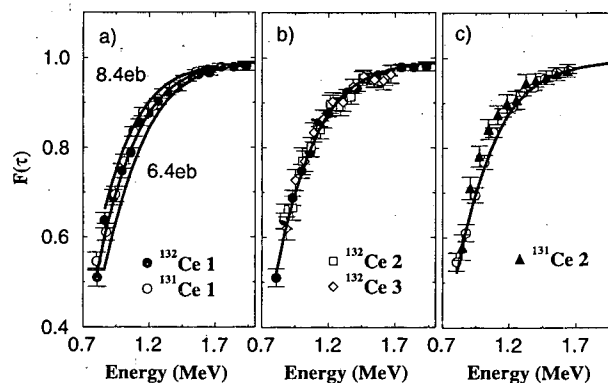 a)
b)
c)
1.0
8.4eb
0.8
F(τ)
6.4eb
0.6
¹³²Ce 1
¹³¹Ce 1
¹³²Ce 2
¹³²Ce 3
¹³¹Ce 2
0.4
0.7 1.2 1.7 0.7 1.2 1.7 0.7 1.2 1.7
Energy (MeV) Energy (MeV) Energy (MeV)